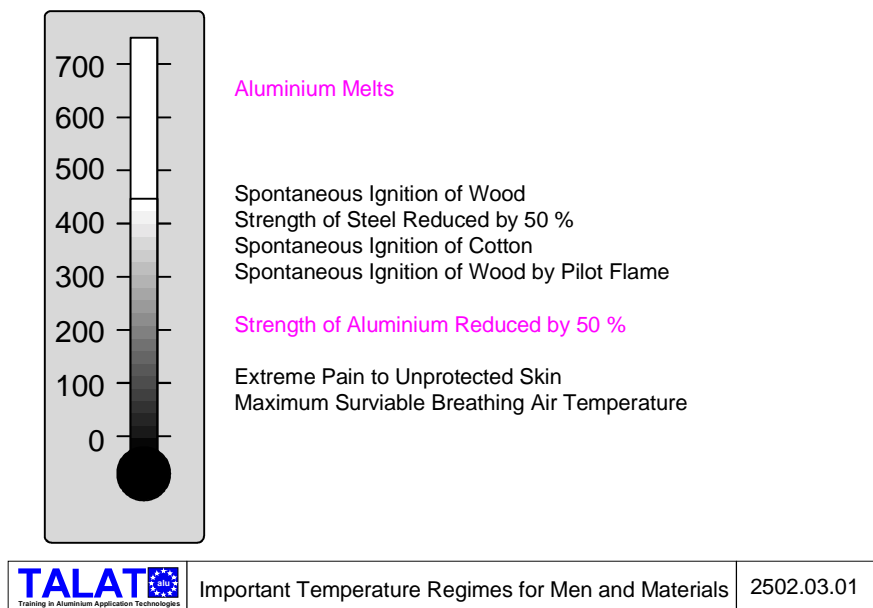 700
600
500
400
300
200
100
0
Aluminium Melts
Spontaneous Ignition of Wood
Strength of Steel Reduced by 50 %
Spontaneous Ignition of Cotton
Spontaneous Ignition of Wood by Pilot Flame
Strength of Aluminium Reduced by 50 %
Extreme Pain to Unprotected Skin
Maximum Surviable Breathing Air Temperature
TALAT
alu
Training in Aluminium Application Technologies
Important Temperature Regimes for Men and Materials
2502.03.01